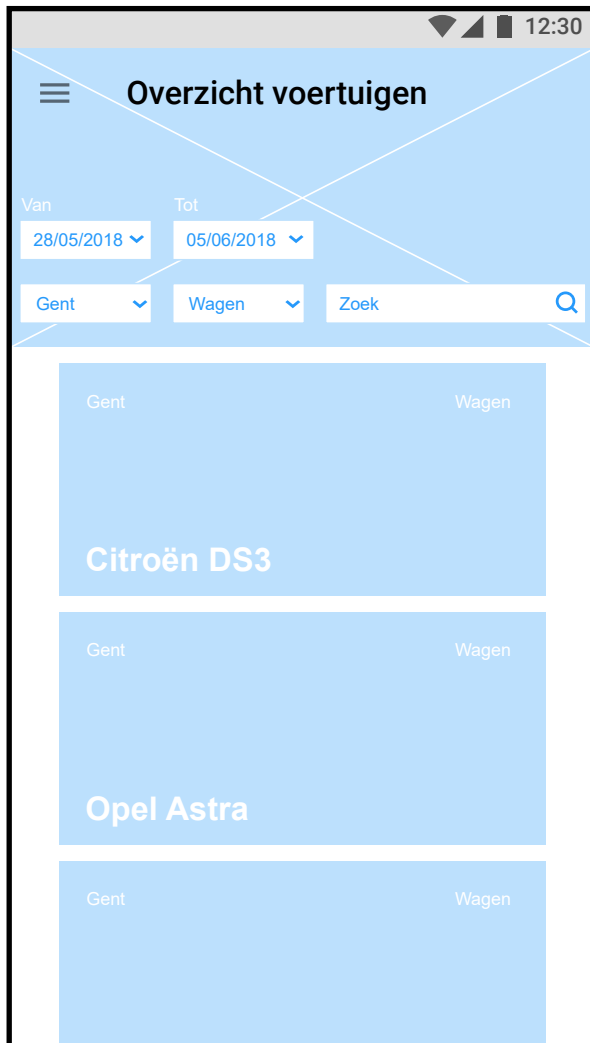 12:30
Overzicht voertuigen
Van Tot
28/05/2018 05/06/2018
Gent Wagen Zoek
Gent Wagen
Citroën DS3
Gent Wagen
Opel Astra
Gent Wagen